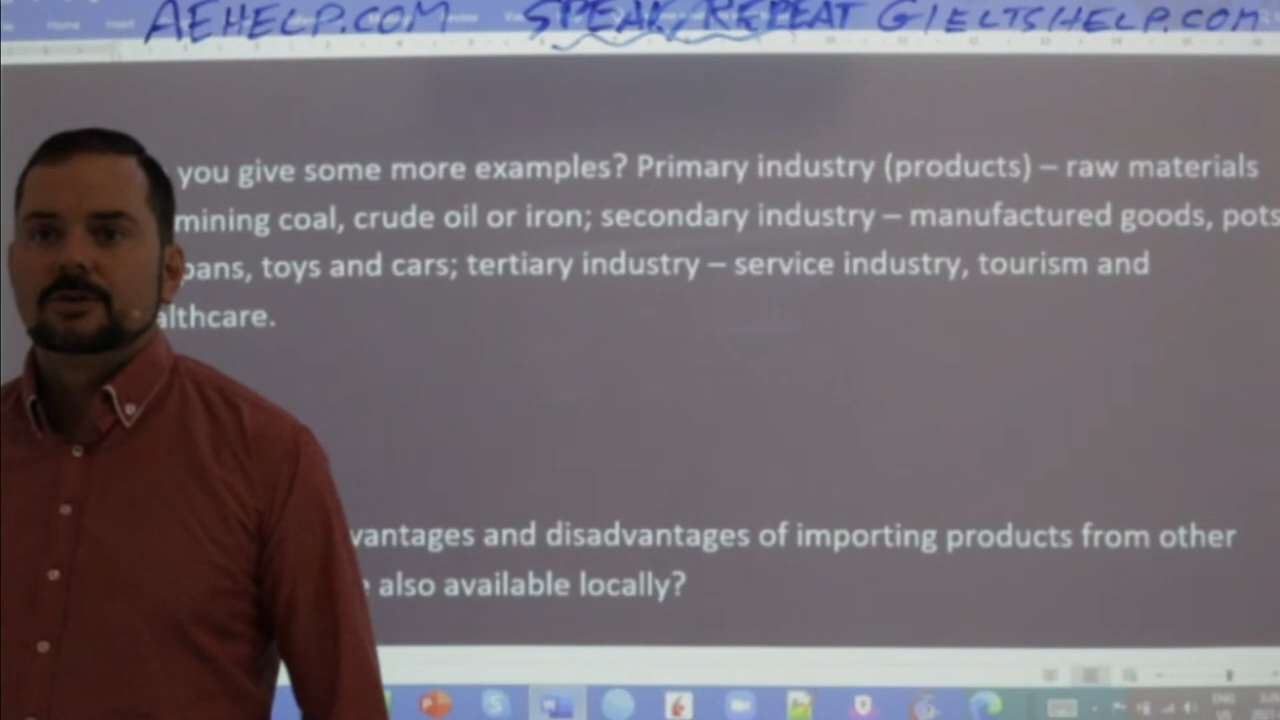 AEHELP.COM SPEAK, REPEAT GIELTSHELP.COM
you give some more examples? Primary industry (products) – raw materials
mining coal, crude oil or iron; secondary industry – manufactured goods, pots
pans, toys and cars; tertiary industry – service industry, tourism and
althcare.
vantages and disadvantages of importing products from other
also available locally?